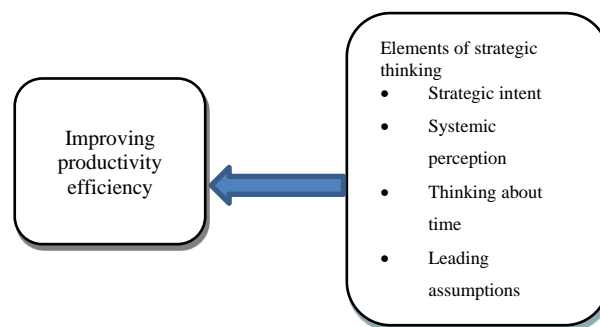 Improving
productivity
efficiency
Elements of strategic
thinking
• Strategic intent
• Systemic
perception
• Thinking about
time
• Leading
assumptions